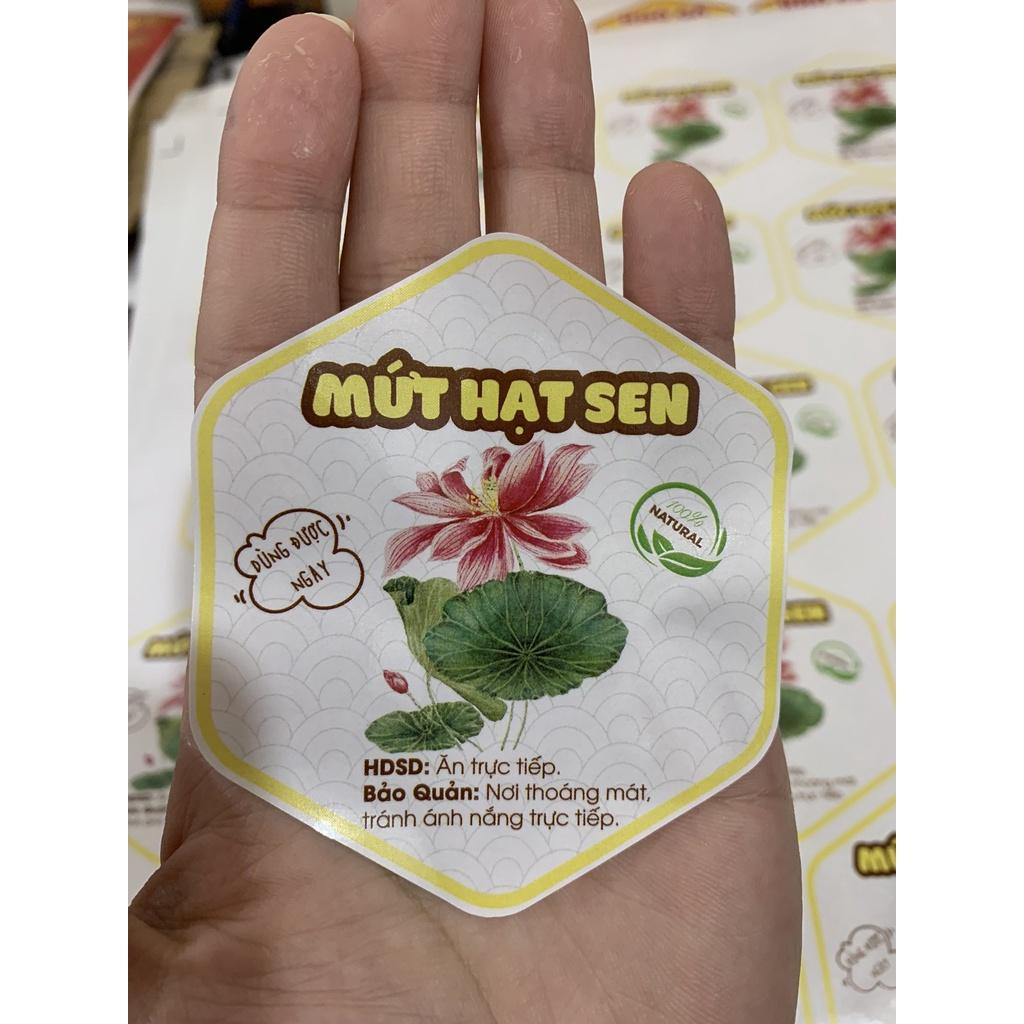 MỨT HẠT SEN
DÙNG ĐƯỢC
NGAY
100%
NATURAL
HDSD: Ăn trực tiếp.
Bảo Quản: Nơi thoáng mát,
tránh ánh nắng trực tiếp.